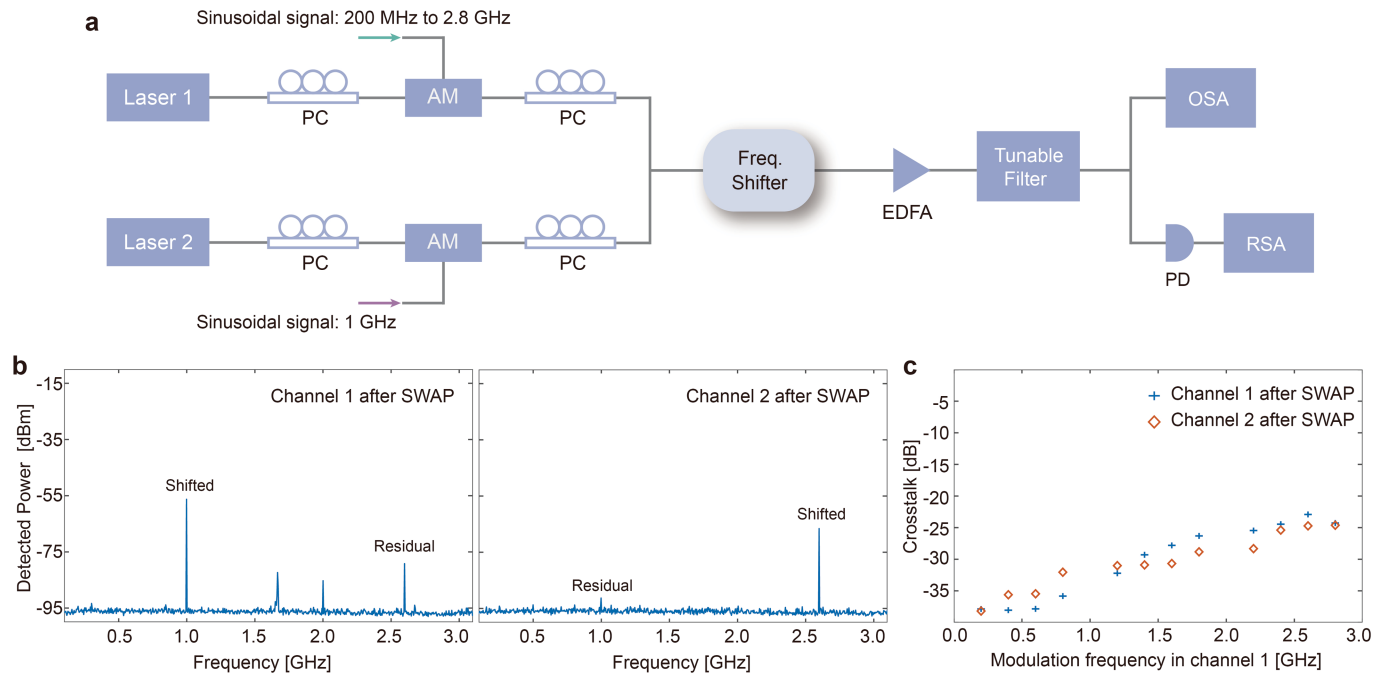 a
Sinusoidal signal: 200 MHz to 2.8 GHz
Laser 1
PC
AM
PC
Freq.
Shifter
EDFA
Tunable
Filter
OSA
Laser 2
PC
AM
PC
PD
RSA
Sinusoidal signal: 1 GHz
b
Detected Power [dBm]
-15
-35
-55
-75
-95
Channel 1 after SWAP
Shifted
Residual
0.5 1.0 1.5 2.0 2.5 3.0
Frequency [GHz]
Channel 2 after SWAP
Shifted
Residual
0.5 1.0 1.5 2.0 2.5 3.0
Frequency [GHz]
c
Crosstalk [dB]
-5
-10
-15
-20
-25
-30
-35
Channel 1 after SWAP
Channel 2 after SWAP
0.0 0.5 1.0 1.5 2.0 2.5 3.0
Modulation frequency in channel 1 [GHz]